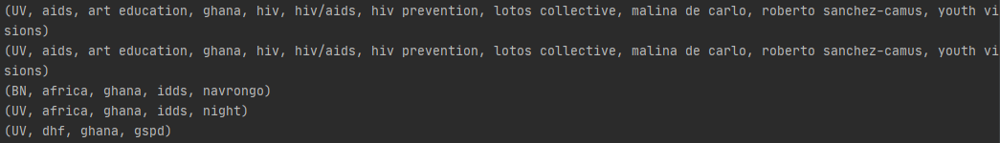 (UV, aids, art education, ghana, hiv, hiv/aids, hiv prevention, lotos collective, malina de carlo, roberto sanchez-camus, youth vi
sions)
(UV, aids, art education, ghana, hiv, hiv/aids, hiv prevention, lotos collective, malina de carlo, roberto sanchez-camus, youth vi
sions)
(BN, africa, ghana, idds, navrongo)
(UV, africa, ghana, idds, night)
(UV, dhf, ghana, gspd)